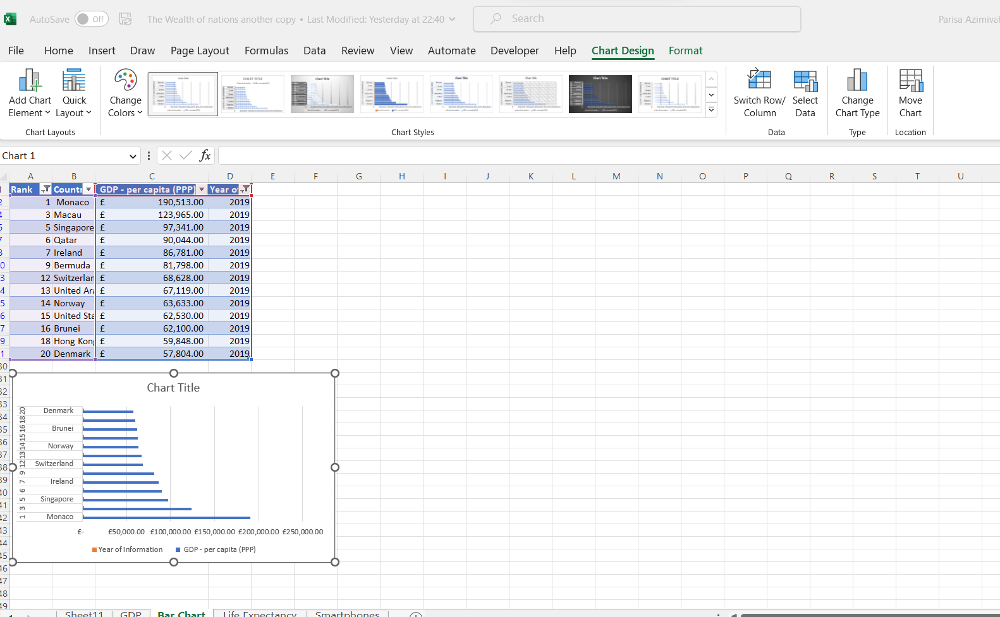 AutoSave Off The Wealth of nations another copy • Last Modified: Yesterday at 22:40 Search
File Home Insert Draw Page Layout Formulas Data Review View Automate Developer Help Chart Design Format
Add Chart Element Quick Layout Change Colors Switch Row/ Column Select Data Change Chart Type Move Chart
Chart Layouts Chart Styles Data Type Location
Chart 1 fx
A B C D E F G H I J K L M N O P Q R S T U
Rank Countr GDP - per capita (PPP) Year of
1 Monaco £ 190,513.00 2019
3 Macau £ 123,965.00 2019
5 Singapore £ 97,341.00 2019
6 Qatar £ 90,044.00 2019
7 Ireland £ 86,781.00 2019
9 Bermuda £ 81,798.00 2019
12 Switzerlan £ 68,628.00 2019
13 United Ara £ 67,119.00 2019
14 Norway £ 63,633.00 2019
15 United Sta £ 62,530.00 2019
16 Brunei £ 62,100.00 2019
18 Hong Kong £ 59,848.00 2019
20 Denmark £ 57,804.00 2019
Chart Title
20 Denmark
18
16 Brunei
15
14 Norway
13
12 Switzerland
9
7 Ireland
6
5 Singapore
3
1 Monaco
£- £50,000.00 £100,000.00 £150,000.00 £200,000.00 £250,000.00
Year of Information GDP - per capita (PPP)
Sheet11 GDP Bar Chart Life Expectancy Smartphones